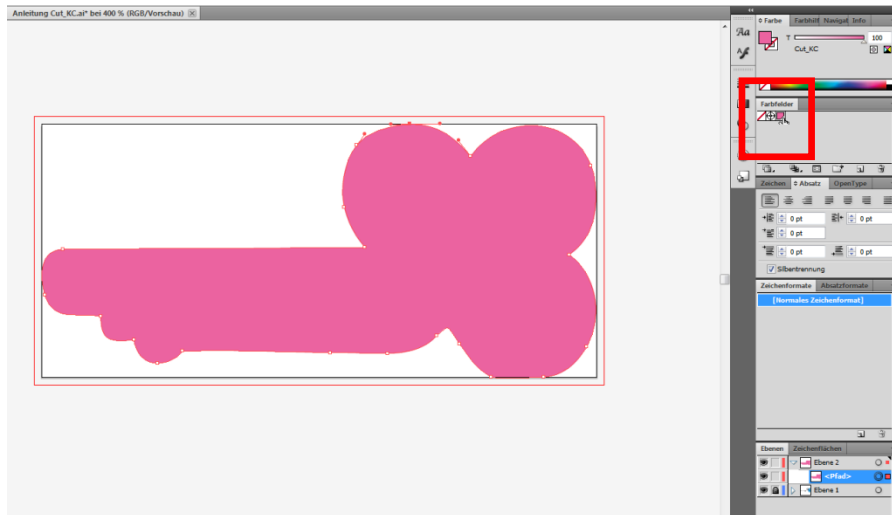 Anleitung Cut_KC.ai* bei 400 % (RGB/Vorschau)
Farbe Farbhilf Navigat Info
T 100
Cut_KC
Farbfelder
Zeichen Absatz OpenType
0 pt 0 pt
0 pt
0 pt 0 pt
Silbentrennung
Zeichenformate Absatzformate
[Normales Zeichenformat]
Ebenen Zeichenflächen
Ebene 2
<Pfad>
Ebene 1